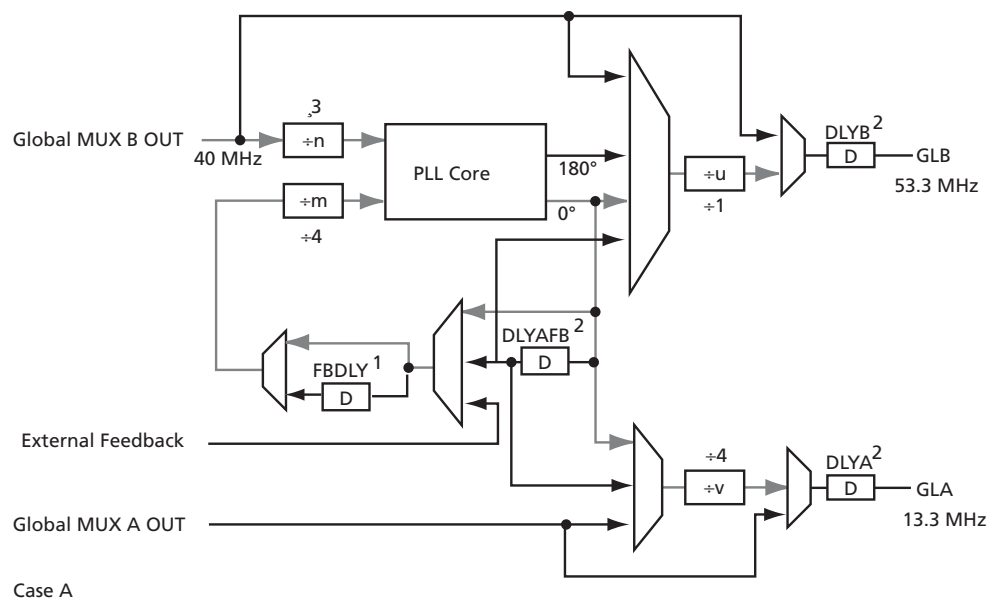 ¸3
Global MUX B OUT
40 MHz
÷n
PLL Core
180°
0°
÷u
÷1
DLYB 2
D
GLB
53.3 MHz
÷m
÷4
DLYAFB 2
D
FBDLY 1
D
External Feedback
÷4
÷v
DLYA 2
D
GLA
13.3 MHz
Global MUX A OUT
Case A